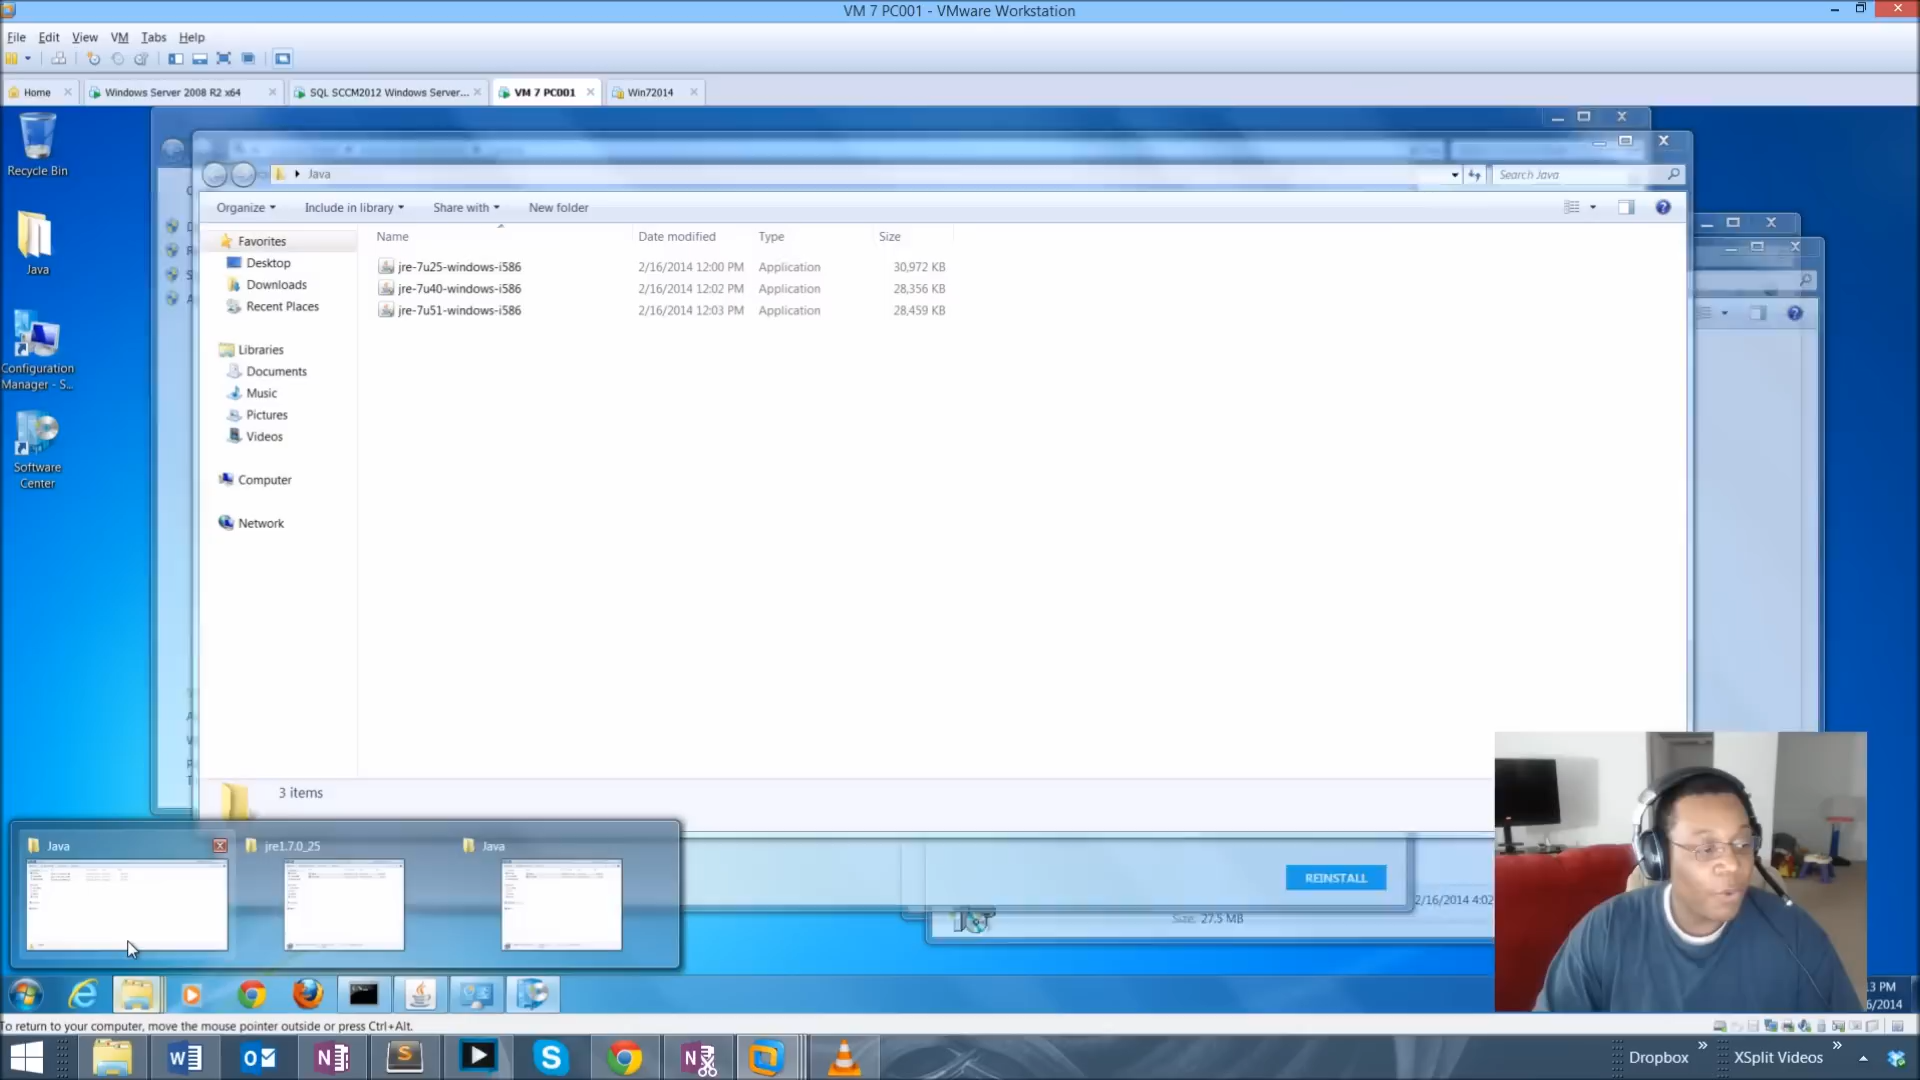 VM 7 PC001 - VMware Workstation
File Edit View VM Tabs Help
Home Windows Server 2008 R2 x64 SQL SCCM2012 Windows Server... VM 7 PC001 Win72014
Recycle Bin
Java
Configuration
Manager - S...
Software
Center
Java Search Java
Organize Include in library Share with New folder
Favorites
Desktop
Downloads
Recent Places
Libraries
Documents
Music
Pictures
Videos
Computer
Network
Name Date modified Type Size
jre-7u25-windows-i586 2/16/2014 12:00 PM Application 30,972 KB
jre-7u40-windows-i586 2/16/2014 12:02 PM Application 28,356 KB
jre-7u51-windows-i586 2/16/2014 12:03 PM Application 28,459 KB
3 items
Java jre1.7.0_25 Java
REINSTALL
2/16/2014 4:02
Size: 27.5 MB
3 PM
6/2014
To return to your computer, move the mouse pointer outside or press Ctrl+Alt.
Dropbox XSplit Videos